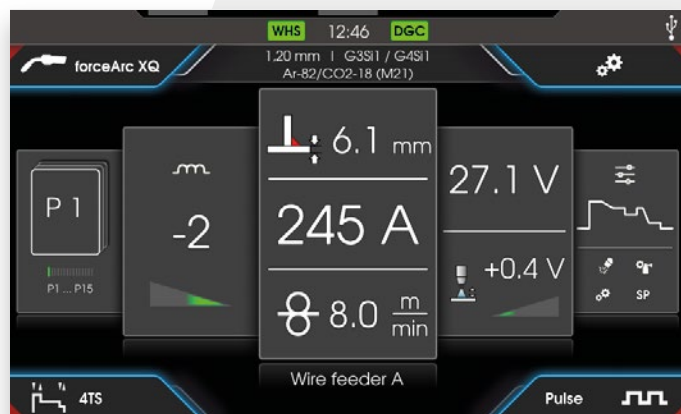 WHS 12:46 DGC
forceArc XQ
1.20 mm | G3Si1 / G4Si1
Ar-82/CO2-18 (M21)
P 1
P1 ... P15
-2
6.1 mm
245 A
8.0 m/min
27.1 V
+0.4 V
SP
Wire feeder A
4TS
Pulse